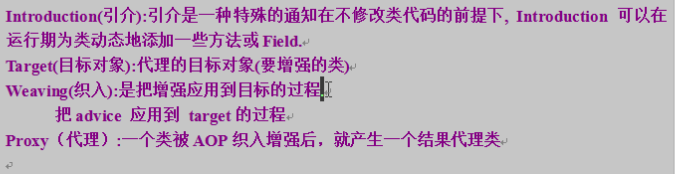 Introduction(引介):引介是一种特殊的通知在不修改类代码的前提下, Introduction 可以在
运行期为类动态地添加一些方法或 Field.
Target(目标对象):代理的目标对象(要增强的类)
Weaving(织入):是把增强应用到目标的过程
把 advice 应用到 target 的过程
Proxy（代理）:一个类被 AOP 织入增强后，就产生一个结果代理类